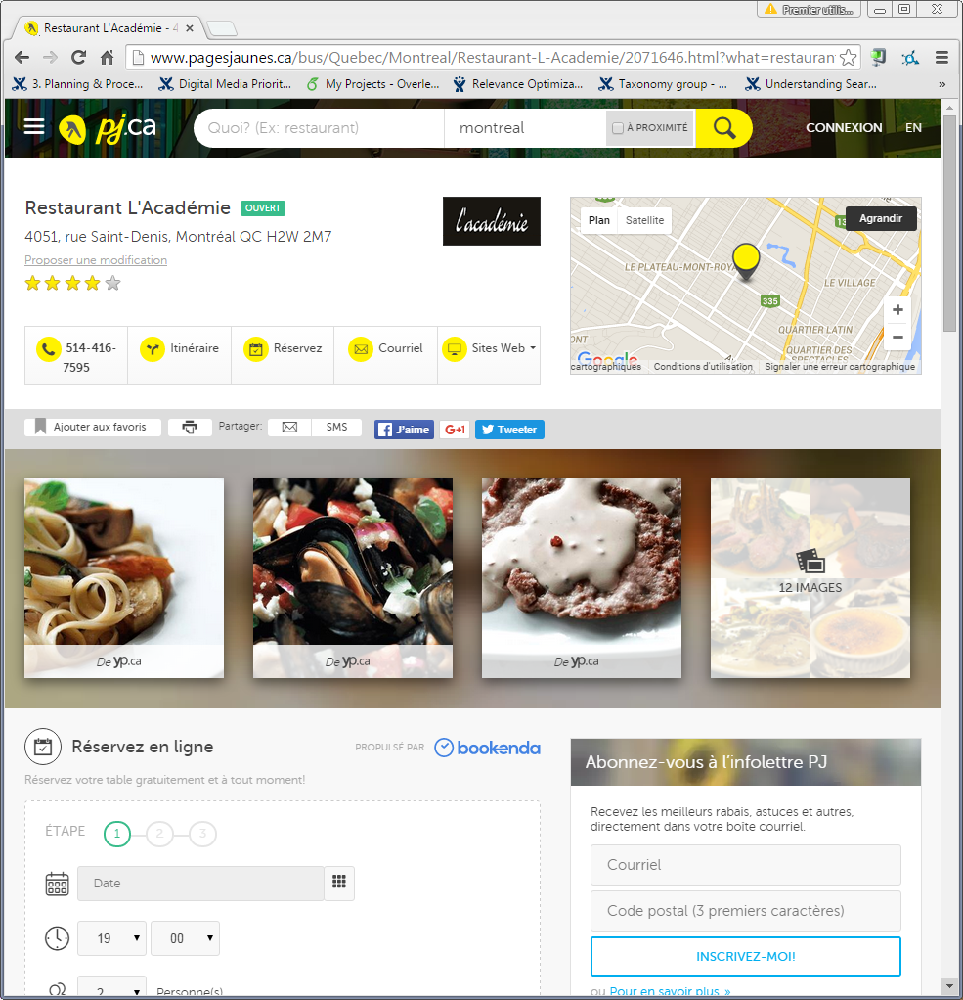 Premier utilis...
Restaurant L'Académie - 4
www.pagesjaunes.ca/bus/Quebec/Montreal/Restaurant-L-Academie/2071646.html?what=restauran
3. Planning & Proce... Digital Media Priorit... My Projects - Overle... Relevance Optimiza... Taxonomy group - ... Understanding Sear... »
pj.ca Quoi? (Ex: restaurant) montreal À PROXIMITÉ CONNEXION EN
Restaurant L'Académie OUVERT
4051, rue Saint-Denis, Montréal QC H2W 2M7
Proposer une modification
l'académie
514-416-
7595
Itinéraire
Réservez
Courriel
Sites Web
Plan Satellite
13
Agrandir
LE PLATEAU-MONT-ROY
LE VILLAGE
335
QUARTIER LATIN
QUARTIER DES
SPECTACLES
ONT
Google
+
−
cartographiques Conditions d'utilisation Signaler une erreur cartographique
Ajouter aux favoris Partager: SMS J'aime G+1 Tweeter
De yp.ca
De yp.ca
De yp.ca
12 IMAGES
Réservez en ligne
PROPULSÉ PAR bookenda
Réservez votre table gratuitement et à tout moment!
ÉTAPE 1 2 3
Date
19 00
2 Personne(s)
Abonnez-vous à l'infolettre PJ
Recevez les meilleurs rabais, astuces et autres,
directement dans votre boite courriel.
Courriel
Code postal (3 premiers caractères)
INSCRIVEZ-MOI!
ou Pour en savoir plus »